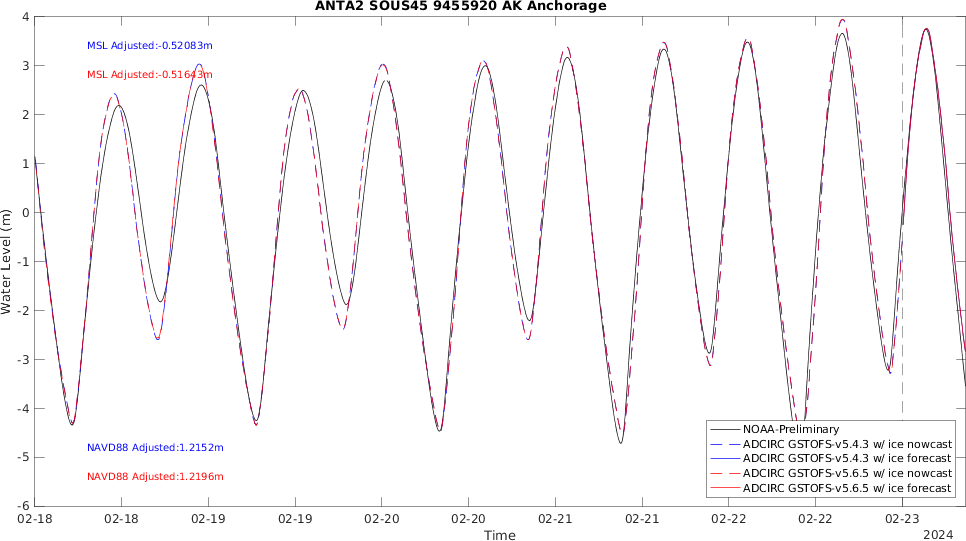 ANTA2 SOUS45 9455920 AK Anchorage
4
3
2
1
0
-1
-2
-3
-4
-5
-6
Water Level (m)
MSL Adjusted:-0.52083m
MSL Adjusted:-0.51643m
NAVD88 Adjusted:1.2152m
NAVD88 Adjusted:1.2196m
NOAA-Preliminary
ADCIRC GSTOFS-v5.4.3 w/ ice nowcast
ADCIRC GSTOFS-v5.4.3 w/ ice forecast
ADCIRC GSTOFS-v5.6.5 w/ ice nowcast
ADCIRC GSTOFS-v5.6.5 w/ ice forecast
02-18 02-18 02-19 02-19 02-20 02-20 02-21 02-21 02-22 02-22 02-23
Time
2024